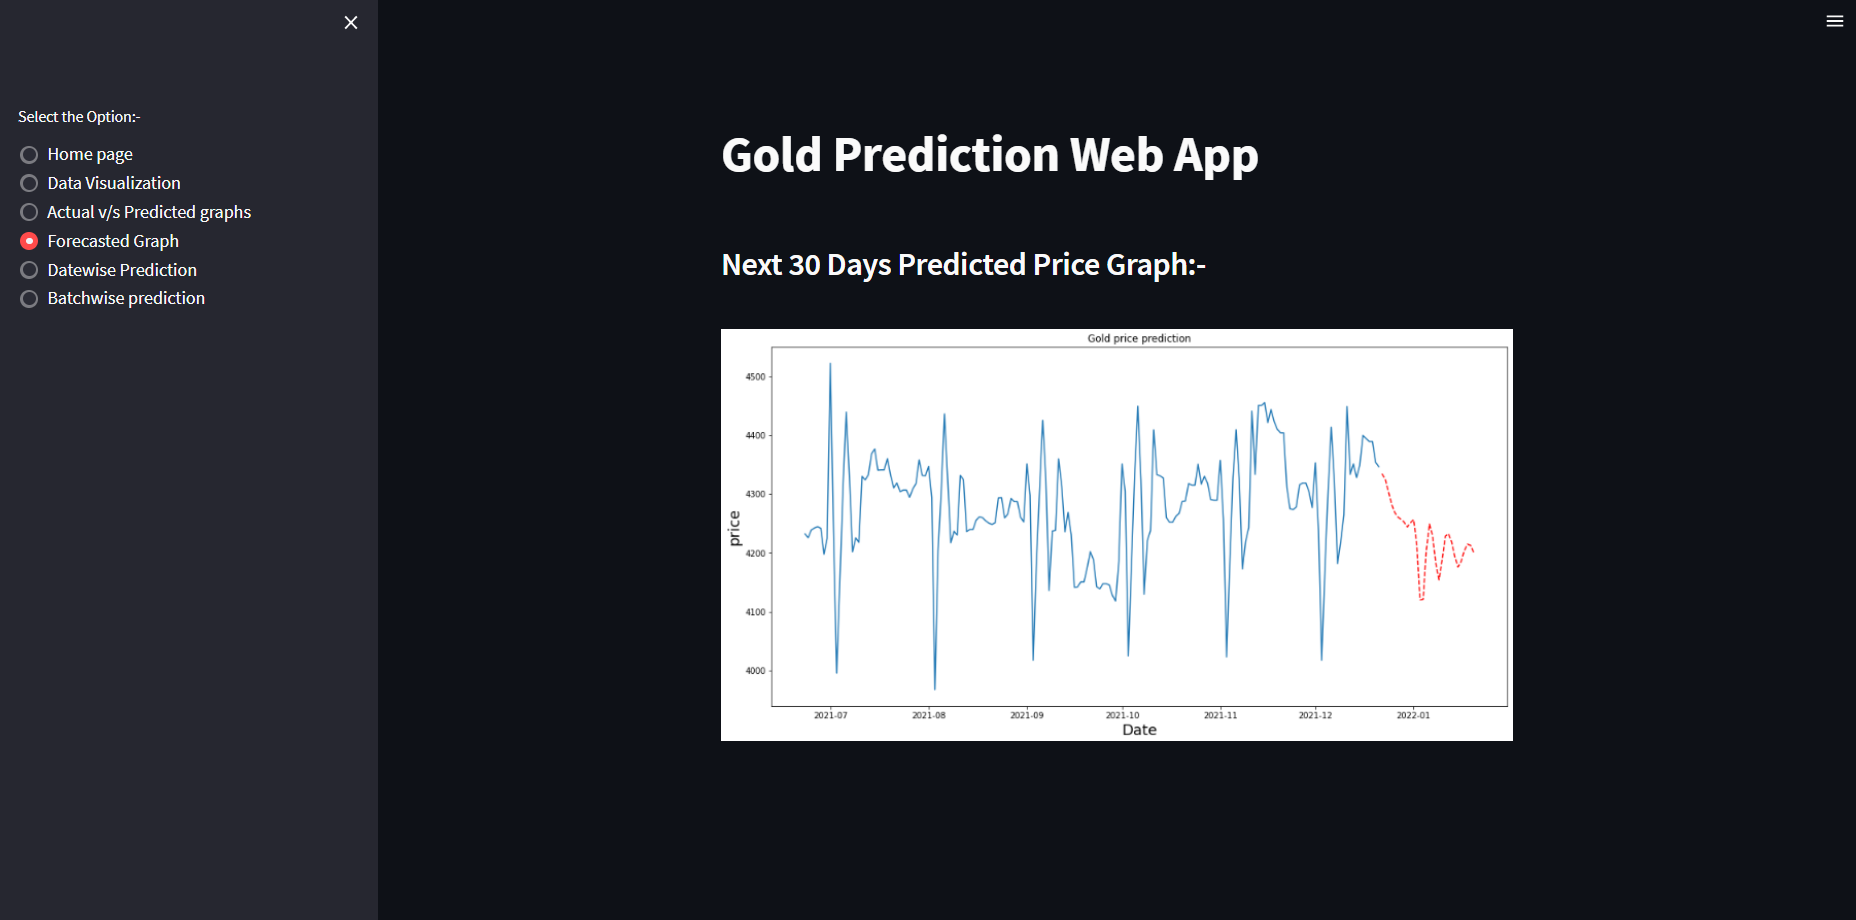 Select the Option:-
Home page
Data Visualization
Actual v/s Predicted graphs
Forecasted Graph
Datewise Prediction
Batchwise prediction
Gold Prediction Web App
Next 30 Days Predicted Price Graph:-
Gold price prediction
4500
4400
4300
4200
4100
4000
price
2021-07 2021-08 2021-09 2021-10 2021-11 2021-12 2022-01
Date